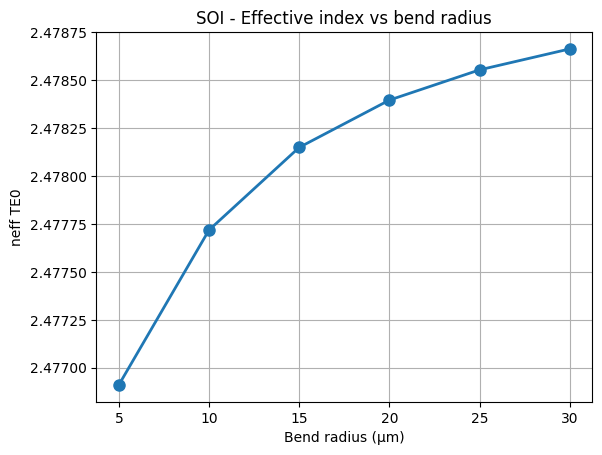 SOI - Effective index vs bend radius
2.47875
2.47850
2.47825
2.47800
2.47775
2.47750
2.47725
2.47700
neff TE0
5 10 15 20 25 30
Bend radius (μm)